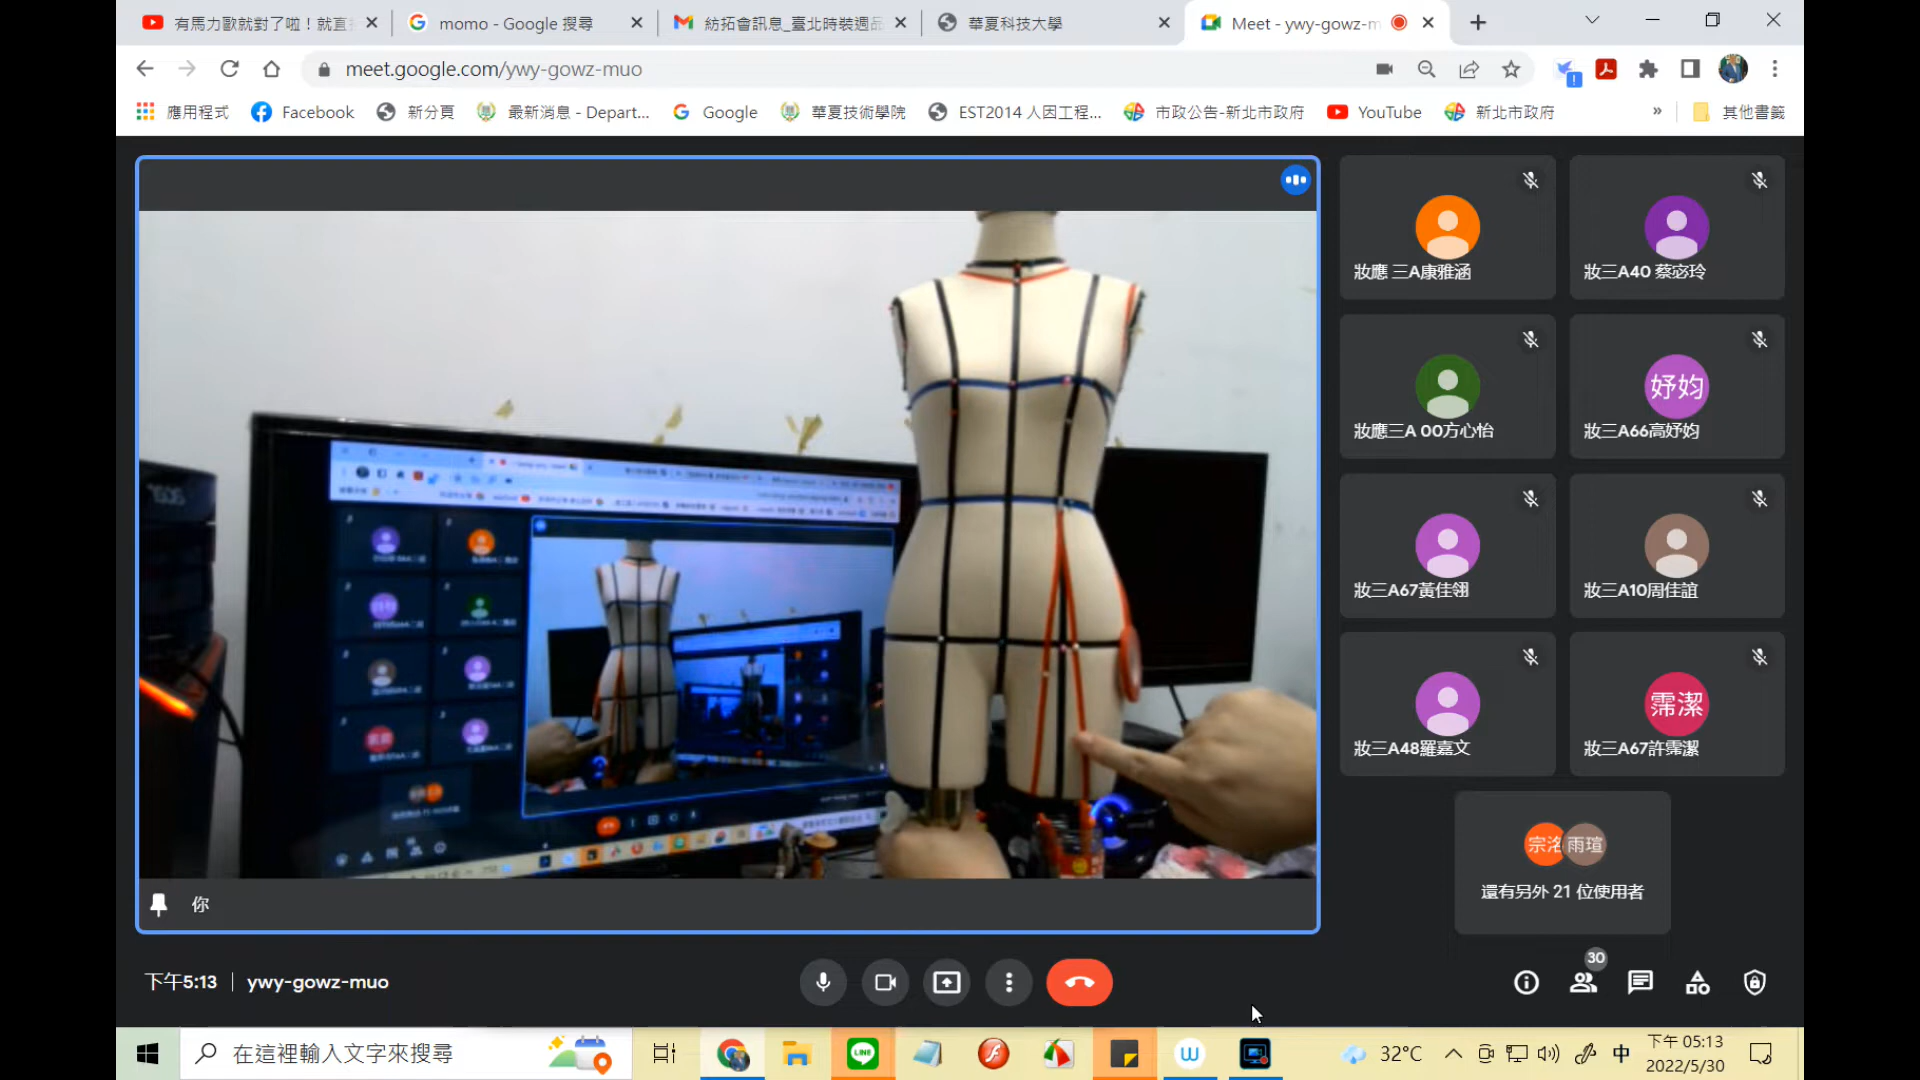 有馬力歐就對了啦！就直接
momo - Google 搜尋
紡拓會訊息_臺北時裝週品
華夏科技大學
Meet - ywy-gowz-m
meet.google.com/ywy-gowz-muo
應用程式
Facebook
新分頁
最新消息 - Depart...
Google
華夏技術學院
EST2014 人因工程...
市政公告-新北市政府
YouTube
新北市政府
»
其他書籤
妝應 三A康雅涵
妝三A40 蔡宓玲
妝應三A 00方心怡
妤均
妝三A66高妤均
妝三A67黃佳翎
妝三A10周佳誼
妝三A48羅嘉文
霈潔
妝三A67許霈潔
宗洺
雨瑄
還有另外 21 位使用者
你
下午5:13
ywy-gowz-muo
30
在這裡輸入文字來搜尋
LINE
32°C
中
下午 05:13
2022/5/30